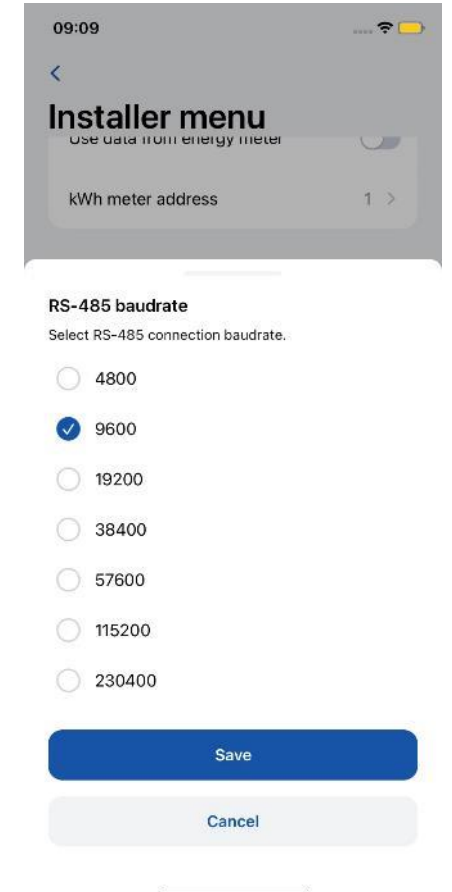 09:09
Installer menu
Use data from energy meter
kWh meter address 1
RS-485 baudrate
Select RS-485 connection baudrate.
4800
9600
19200
38400
57600
115200
230400
Save
Cancel